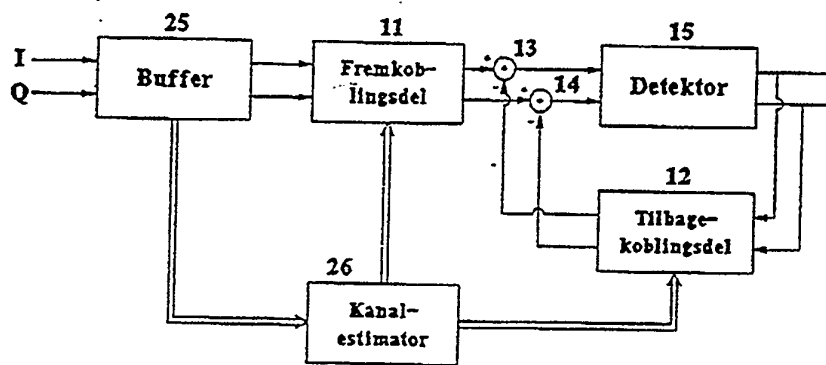 25
11
13
15
I
Q
Buffer
Fremkob-
lingsdel
+
-
+
-
14
Detektor
12
Tilbage-
koblingsdel
26
Kanal-
estimator